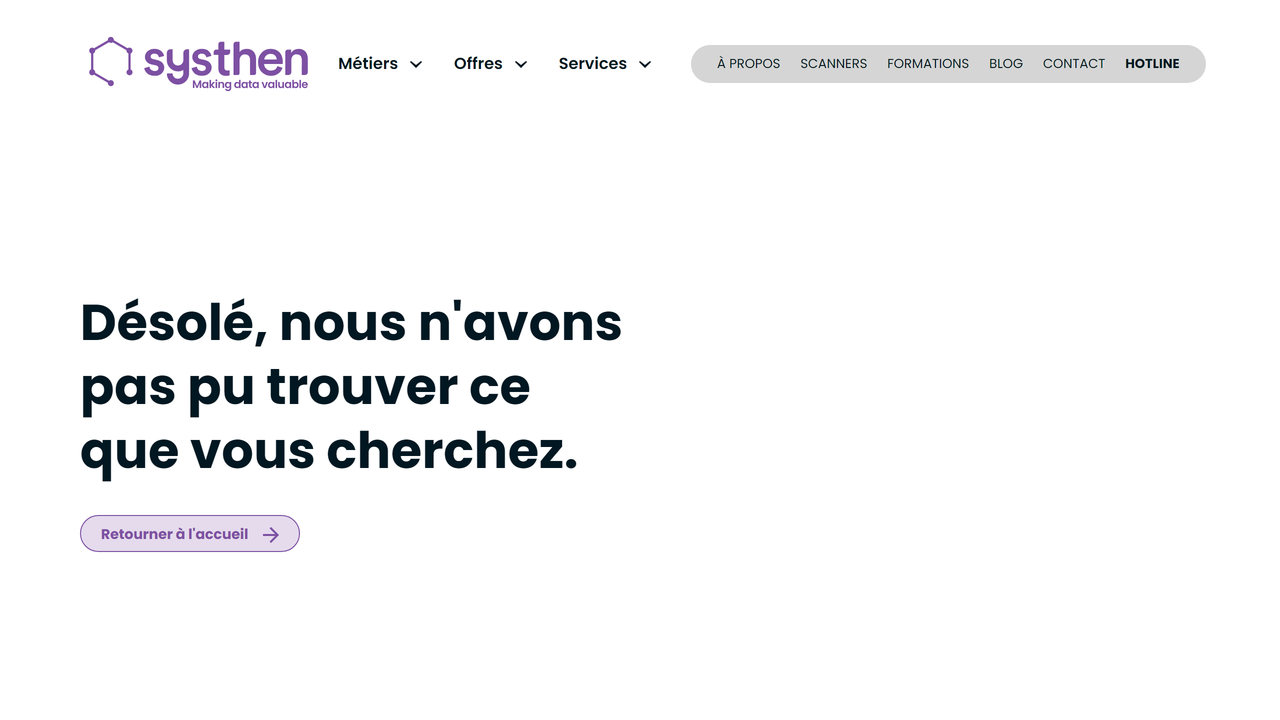 systhen
Making data valuable
Métiers
Offres
Services
À PROPOS
SCANNERS
FORMATIONS
BLOG
CONTACT
HOTLINE
Désolé, nous n'avons
pas pu trouver ce
que vous cherchez.
Retourner à l'accueil